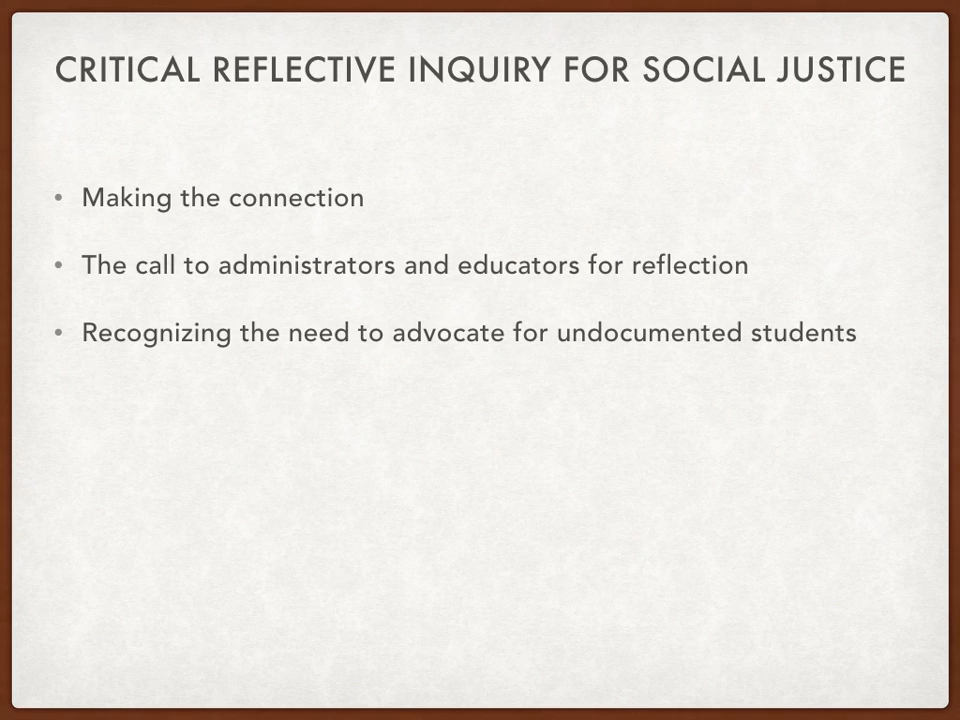 CRITICAL REFLECTIVE INQUIRY FOR SOCIAL JUSTICE
• Making the connection
• The call to administrators and educators for reflection
• Recognizing the need to advocate for undocumented students